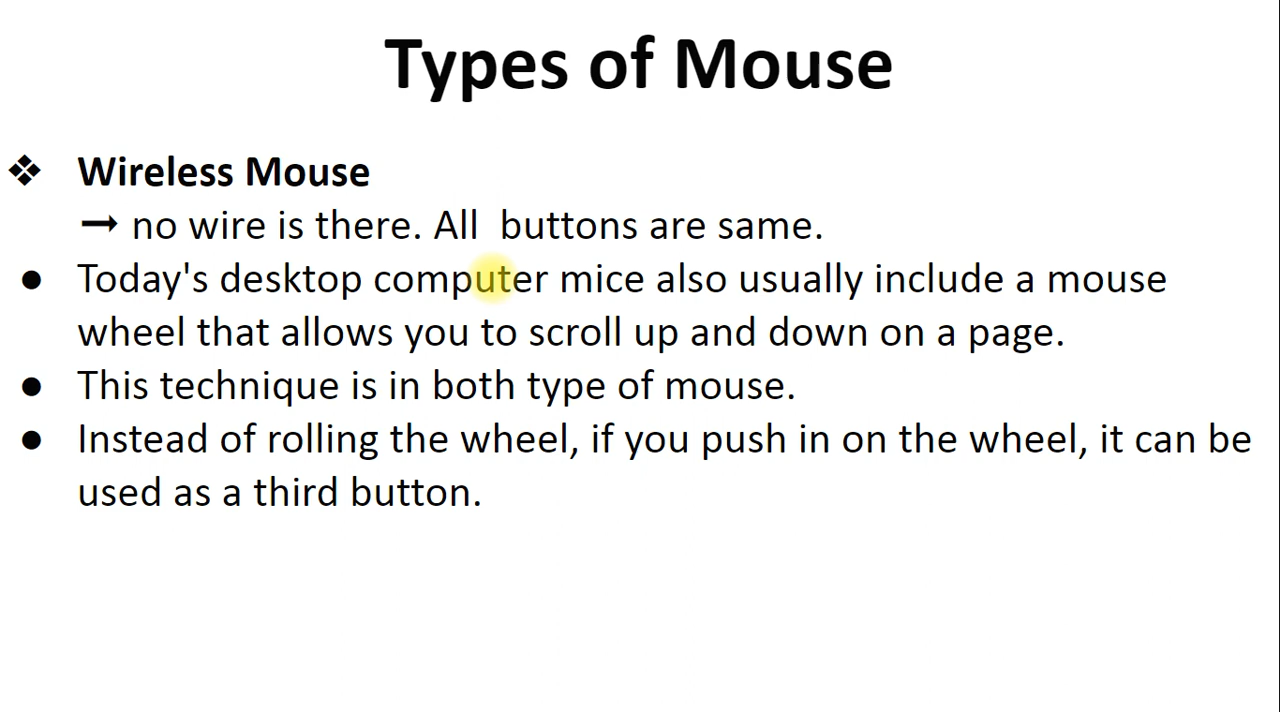 Types of Mouse
❖ Wireless Mouse
→ no wire is there. All buttons are same.
● Today's desktop computer mice also usually include a mouse
wheel that allows you to scroll up and down on a page.
● This technique is in both type of mouse.
● Instead of rolling the wheel, if you push in on the wheel, it can be
used as a third button.